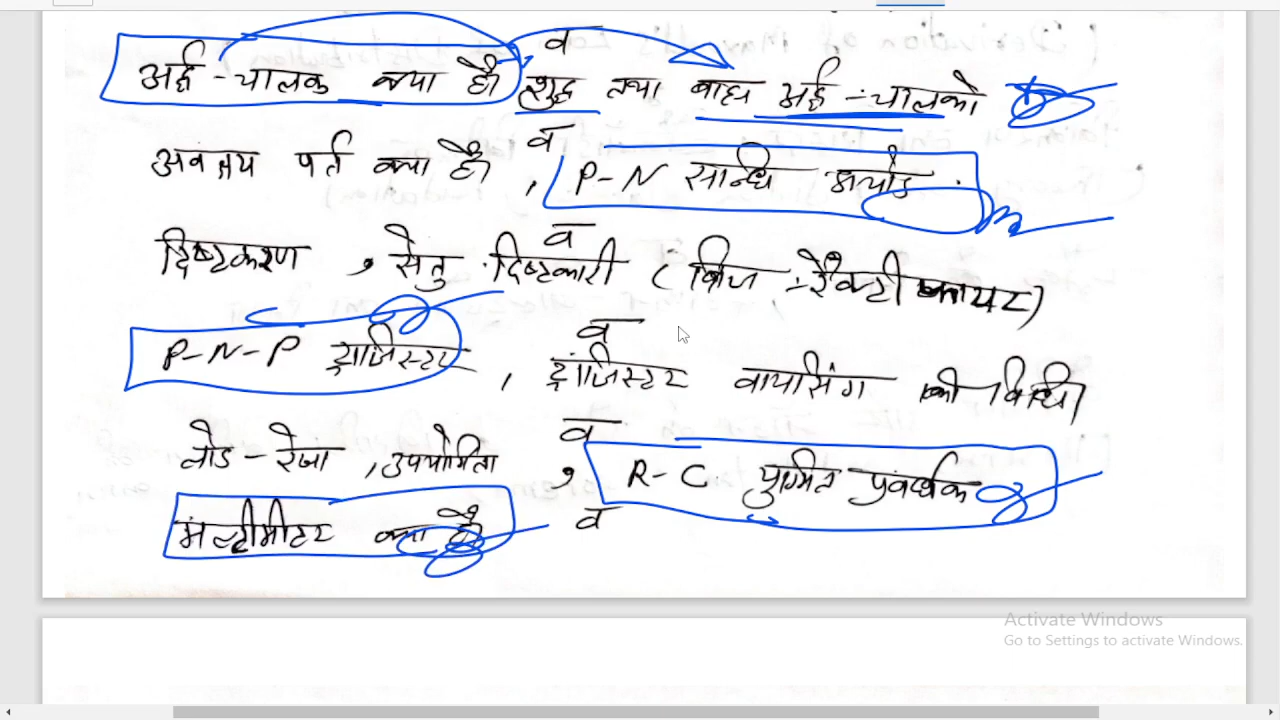 व
अर्द्ध-चालक क्या है। शुद्ध तथा बाह्य अर्द्ध-चालको
व
अवक्षय पर्त क्या है। , P-N सन्धि डायोड
व
दिष्टकरण , सेतु दिष्टकारी (ब्रिज -रैक्टीफायर)
व
P-N-P ट्रांजिस्टर , ट्रांजिस्टर वायसिंग की विधि
व
लोड-रेखा , उपयोगिता , R-C युग्मित प्रवर्धक
मल्टीमीटर क्या है। व
Activate Windows
Go to Settings to activate Windows.